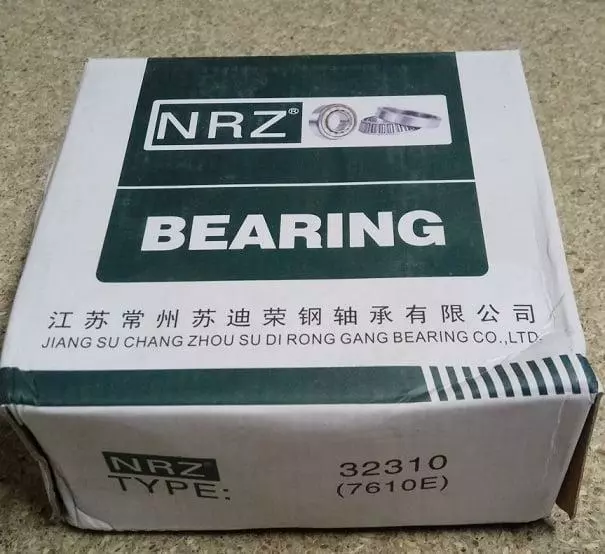 NRZ®
BEARING
江苏常州苏迪荣钢轴承有限公司
JIANG SU CHANG ZHOU SU DI RONG GANG BEARING CO.,LTD.
NRZ
TYPE: 32310
(7610E)